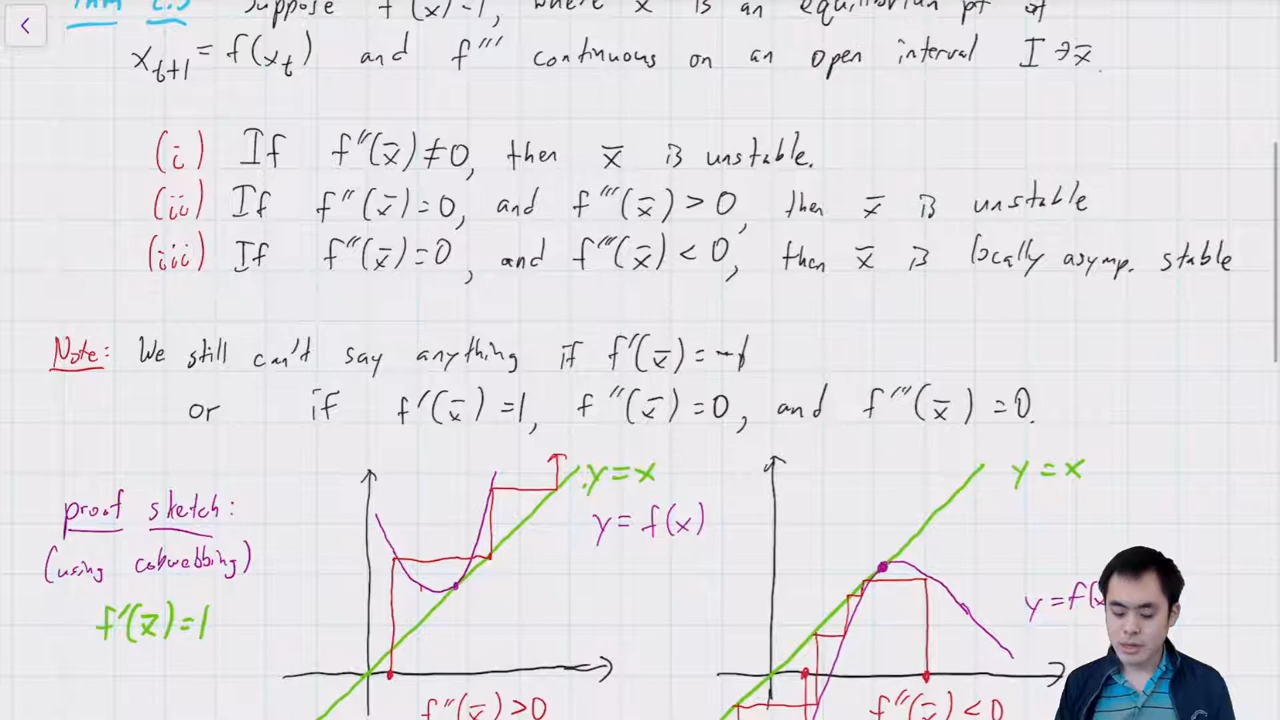 Thm 2.3 Suppose f'(x̄)=1, where x̄ is an equilibrium pt of
x_{t+1} = f(x_t) and f''' continuous on an open interval I ∋ x̄.
(i) If f''(x̄) ≠ 0, then x̄ is unstable.
(ii) If f''(x̄) = 0, and f'''(x̄) > 0, then x̄ is unstable
(iii) If f''(x̄) = 0, and f'''(x̄) < 0, then x̄ is locally asymp. stable
Note: We still can't say anything if f'(x̄) = -1
or if f'(x̄) = 1, f''(x̄) = 0, and f'''(x̄) = 0.
proof sketch:
(using cobwebbing)
f'(x̄) = 1
y = x
y = f(x)
f''(x̄) > 0
y = x
y = f(x
f''(x̄) < 0